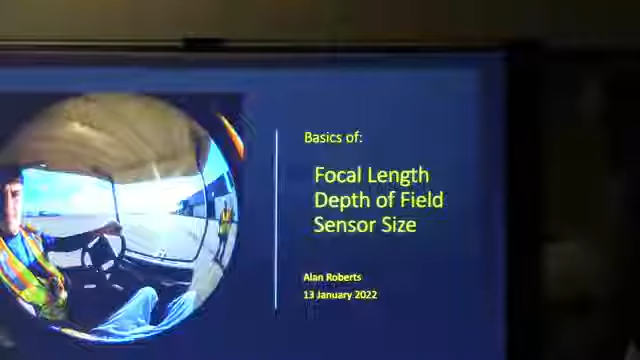 Basics of:
Focal Length
Depth of Field
Sensor Size
Alan Roberts
13 January 2022